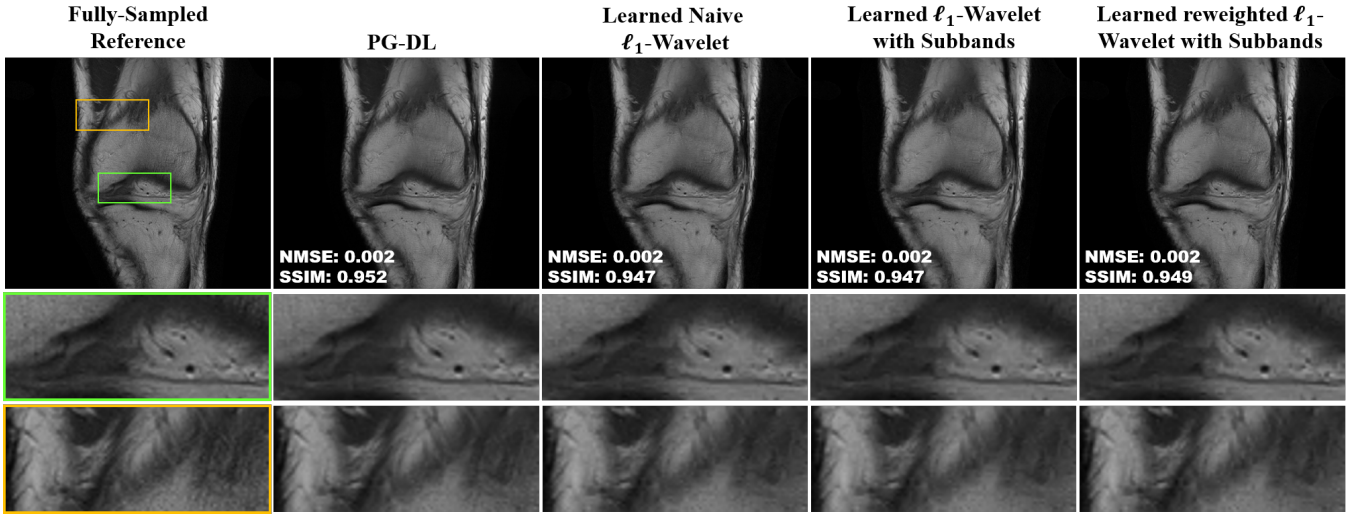 Fully-Sampled
Reference
PG-DL
Learned Naive
ℓ₁-Wavelet
Learned ℓ₁-Wavelet
with Subbands
Learned reweighted ℓ₁-
Wavelet with Subbands
NMSE: 0.002
SSIM: 0.952
NMSE: 0.002
SSIM: 0.947
NMSE: 0.002
SSIM: 0.947
NMSE: 0.002
SSIM: 0.949